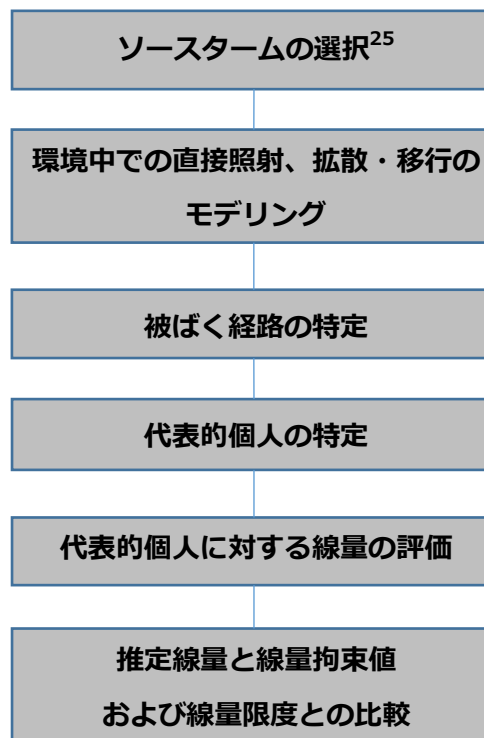 ソースタームの選択25
環境中での直接照射、拡散・移行の
モデリング
被ばく経路の特定
代表的個人の特定
代表的個人に対する線量の評価
推定線量と線量拘束値
および線量限度との比較